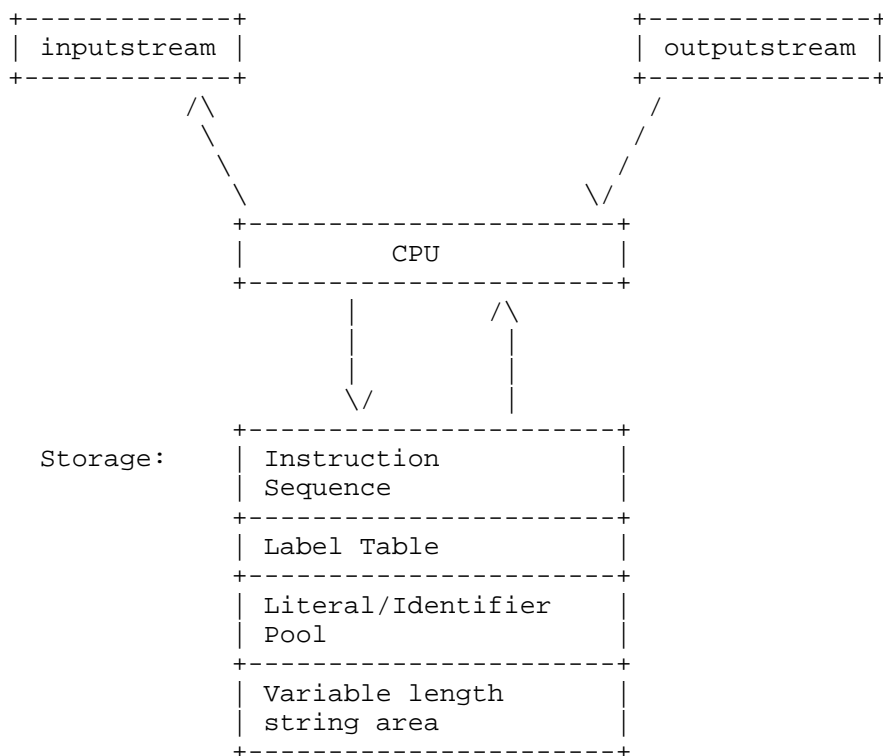 inputstream outputstream
CPU
Storage: Instruction
Sequence
Label Table
Literal/Identifier
Pool
Variable length
string area